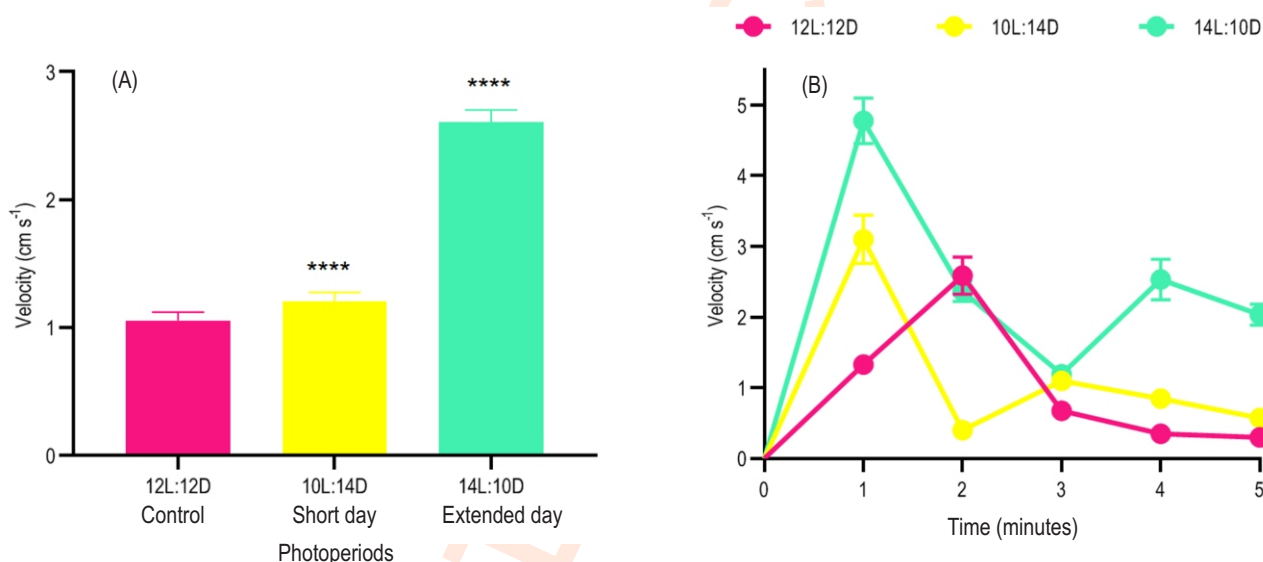 (A)
Velocity (cm s⁻¹)
3
2
1
0
****
****
12L:12D 10L:14D 14L:10D
Control Short day Extended day
Photoperiods
12L:12D 10L:14D 14L:10D
(B)
Velocity (cm s⁻¹)
5
4
3
2
1
0
0 1 2 3 4 5
Time (minutes)